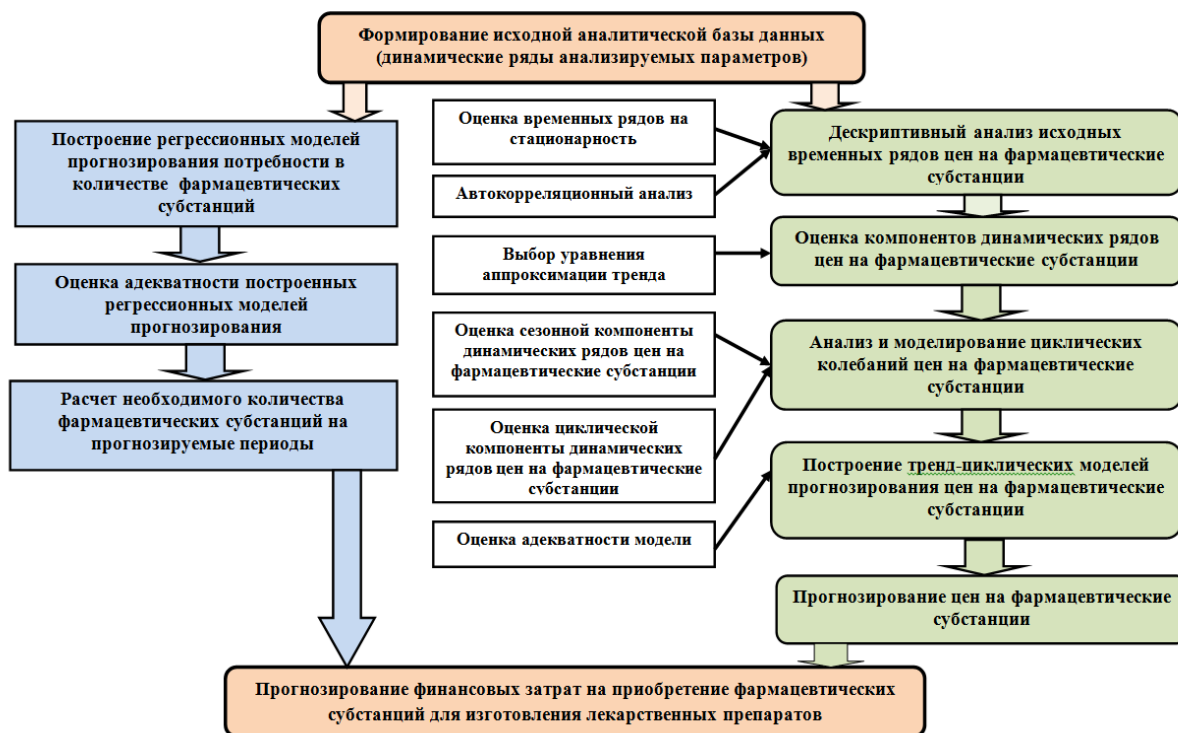 Формирование исходной аналитической базы данных
(динамические ряды анализируемых параметров)
Построение регрессионных моделей
прогнозирования потребности в
количестве фармацевтических
субстанций
Оценка адекватности построенных
регрессионных моделей
прогнозирования
Расчет необходимого количества
фармацевтических субстанций на
прогнозируемые периоды
Оценка временных рядов на
стационарность
Автокорреляционный анализ
Выбор уравнения
аппроксимации тренда
Оценка сезонной компоненты
динамических рядов цен на
фармацевтические субстанции
Оценка циклической
компоненты динамических
рядов цен на фармацевтические
субстанции
Оценка адекватности модели
Дескриптивный анализ исходных
временных рядов цен на фармацевтические
субстанции
Оценка компонентов динамических рядов
цен на фармацевтические субстанции
Анализ и моделирование циклических
колебаний цен на фармацевтические
субстанции
Построение тренд-циклических моделей
прогнозирования цен на фармацевтические
субстанции
Прогнозирование цен на фармацевтические
субстанции
Прогнозирование финансовых затрат на приобретение фармацевтических
субстанций для изготовления лекарственных препаратов